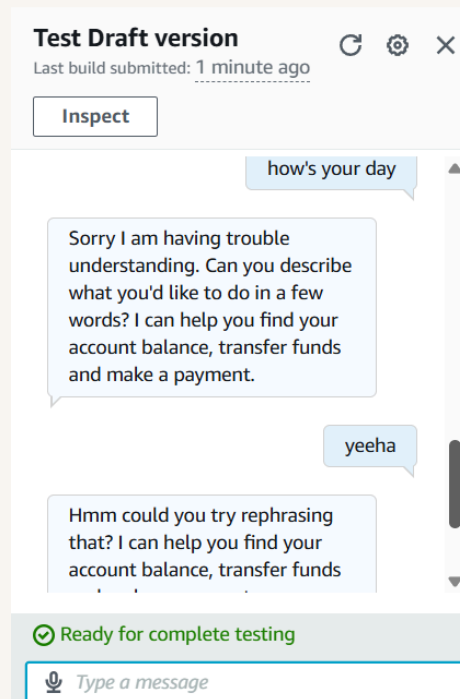 Test Draft version
Last build submitted: 1 minute ago
Inspect
how's your day
Sorry I am having trouble
understanding. Can you describe
what you'd like to do in a few
words? I can help you find your
account balance, transfer funds
and make a payment.
yeeha
Hmm could you try rephrasing
that? I can help you find your
account balance, transfer funds
Ready for complete testing
Type a message